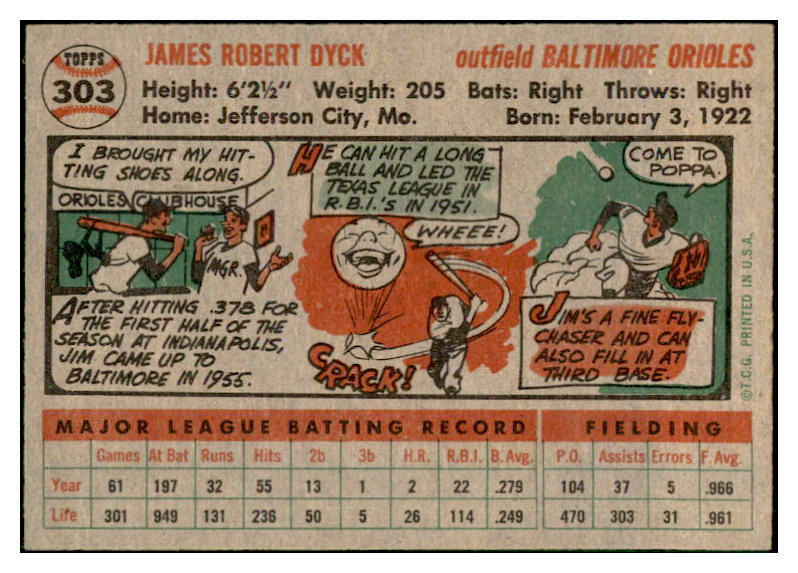 TOPPS
303
JAMES ROBERT DYCK
outfield BALTIMORE ORIOLES
Height: 6'2½" Weight: 205 Bats: Right Throws: Right
Home: Jefferson City, Mo. Born: February 3, 1922
I BROUGHT MY HIT-
TING SHOES ALONG.
ORIOLES CLUBHOUSE
MGR.
AFTER HITTING .378 FOR
THE FIRST HALF OF THE
SEASON AT INDIANAPOLIS,
JIM CAME UP TO
BALTIMORE IN 1955.
HE CAN HIT A LONG
BALL AND LED THE
TEXAS LEAGUE IN
R.B.I.'S IN 1951.
WHEEE!
CRACK!
COME TO
POPPA.
JIM'S A FINE FLY-
CHASER AND CAN
ALSO FILL IN AT
THIRD BASE.
©T.C.G. PRINTED IN U.S.A.
MAJOR LEAGUE BATTING RECORD FIELDING
Games At Bat Runs Hits 2b 3b H.R. R.B.I. B. Avg. P.O. Assists Errors F. Avg.
Year 61 197 32 55 13 1 2 22 .279 104 37 5 .966
Life 301 949 131 236 50 5 26 114 .249 470 303 31 .961